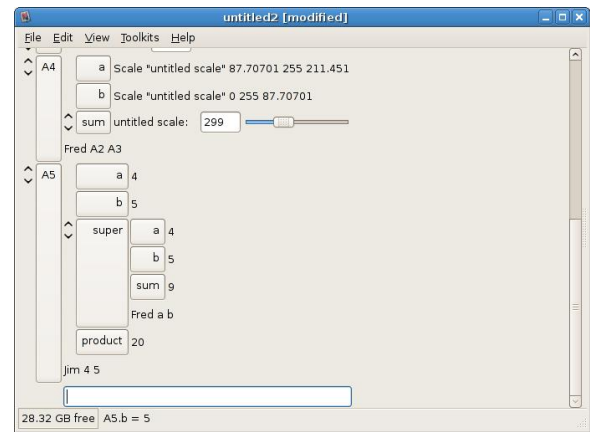 untitled2 [modified]
File Edit View Toolkits Help
A4
a Scale "untitled scale" 87.70701 255 211.451
b Scale "untitled scale" 0 255 87.70701
sum untitled scale: 299
Fred A2 A3
A5
a 4
b 5
super
a 4
b 5
sum 9
Fred a b
product 20
Jim 4 5
28.32 GB free A5.b = 5